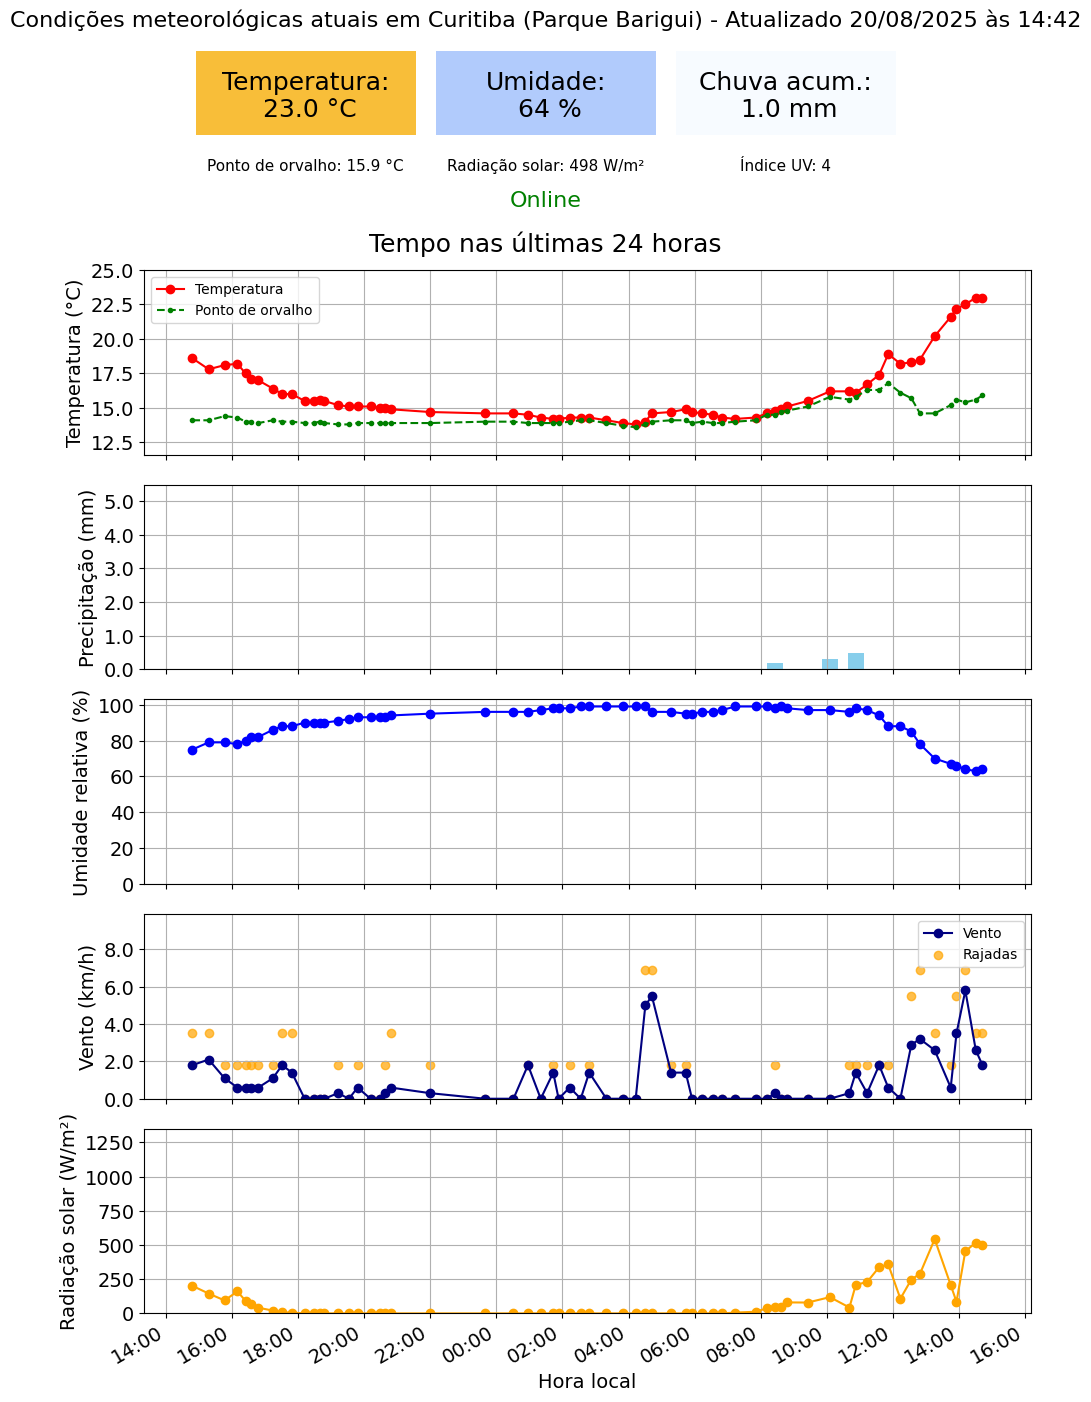 Condições meteorológicas atuais em Curitiba (Parque Barigui) - Atualizado 20/08/2025 às 14:42
Temperatura:
23.0 °C
Umidade:
64 %
Chuva acum.:
1.0 mm
Ponto de orvalho: 15.9 °C
Radiação solar: 498 W/m²
Índice UV: 4
Online
Tempo nas últimas 24 horas
Temperatura (°C)
25.0
22.5
20.0
17.5
15.0
12.5
Temperatura
Ponto de orvalho
Precipitação (mm)
5.0
4.0
3.0
2.0
1.0
0.0
Umidade relativa (%)
100
80
60
40
20
0
Vento (km/h)
8.0
6.0
4.0
2.0
0.0
Vento
Rajadas
Radiação solar (W/m²)
1250
1000
750
500
250
0
14:00
16:00
18:00
20:00
22:00
00:00
02:00
04:00
06:00
08:00
10:00
12:00
14:00
16:00
Hora local